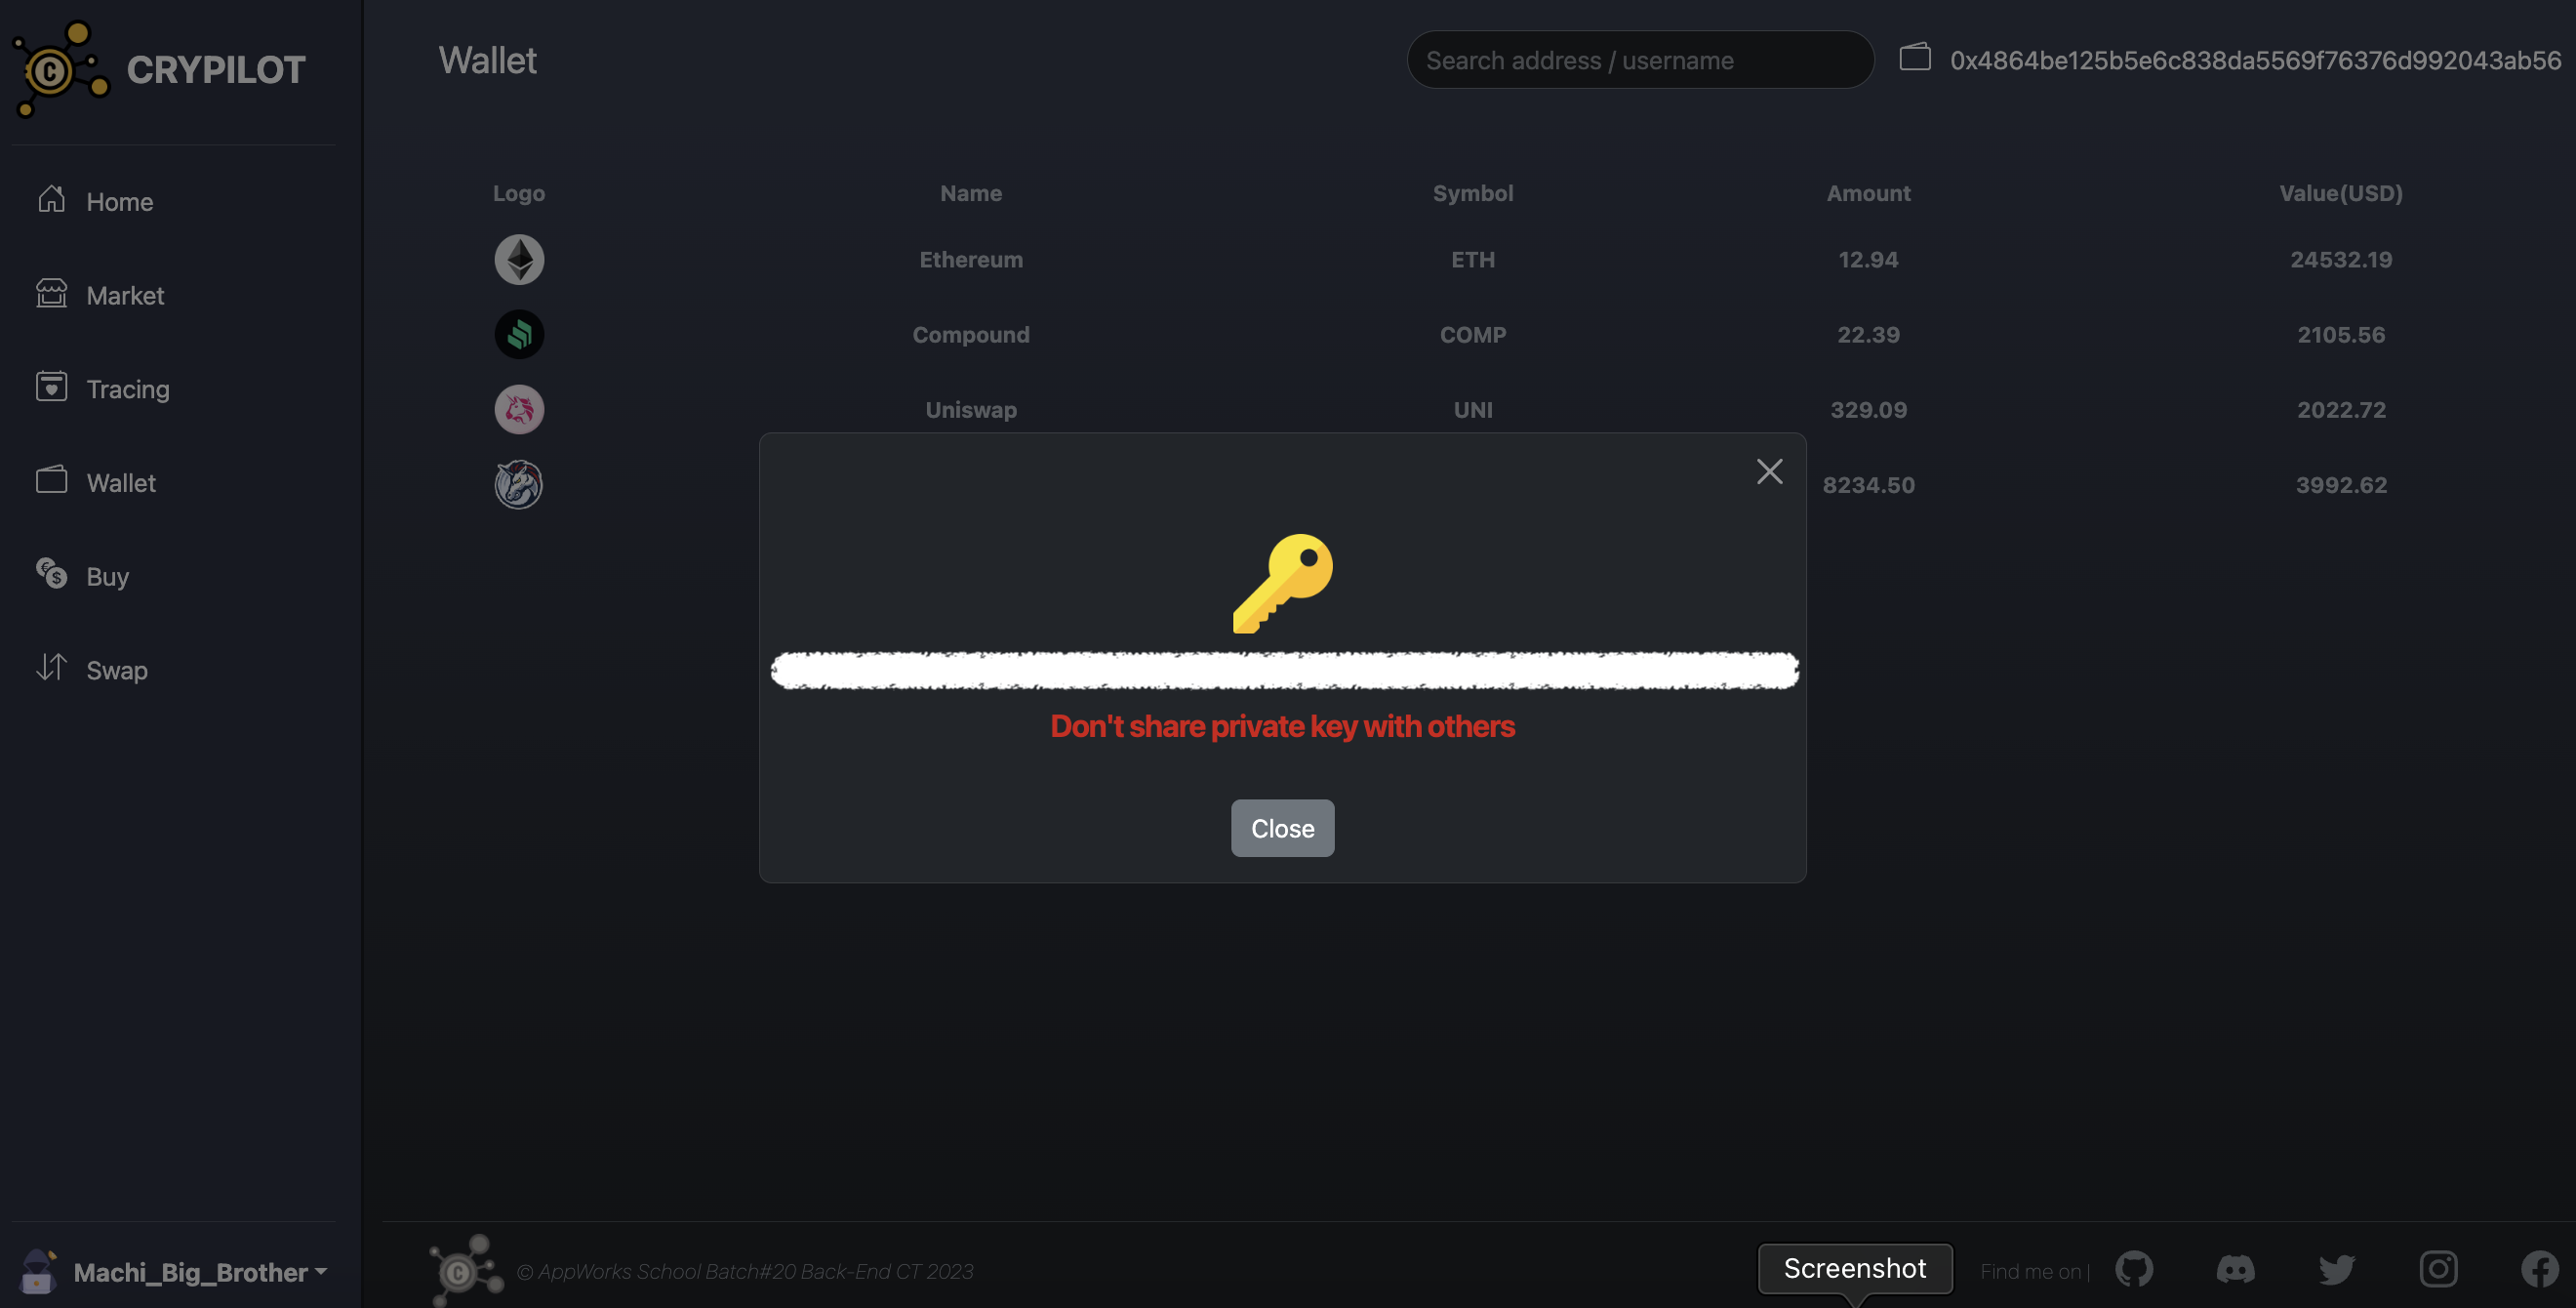 CRYPILOT
Wallet
Search address / username
0x4864be125b5e6c838da5569f76376d992043ab56
Home
Market
Tracing
Wallet
Buy
Swap
Logo Name Symbol Amount Value(USD)
Ethereum ETH 12.94 24532.19
Compound COMP 22.39 2105.56
Uniswap UNI 329.09 2022.72
8234.50 3992.62
Don't share private key with others
Close
Machi_Big_Brother
© AppWorks School Batch#20 Back-End CT 2023
Screenshot
Find me on |